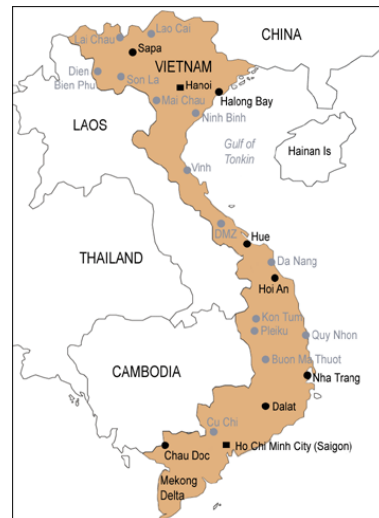 Lao Cai
Lai Chau
CHINA
Sapa
VIETNAM
Dien
Bien Phu
Son La
Hanoi
Halong Bay
Mai Chau
Ninh Binh
LAOS
Gulf of
Tonkin
Hainan Is
Vinh
DMZ
Hue
THAILAND
Da Nang
Hoi An
Kon Tum
Pleiku
Quy Nhon
Buon Ma Thuot
CAMBODIA
Nha Trang
Dalat
Cu Chi
Ho Chi Minh City (Saigon)
Chau Doc
Mekong
Delta